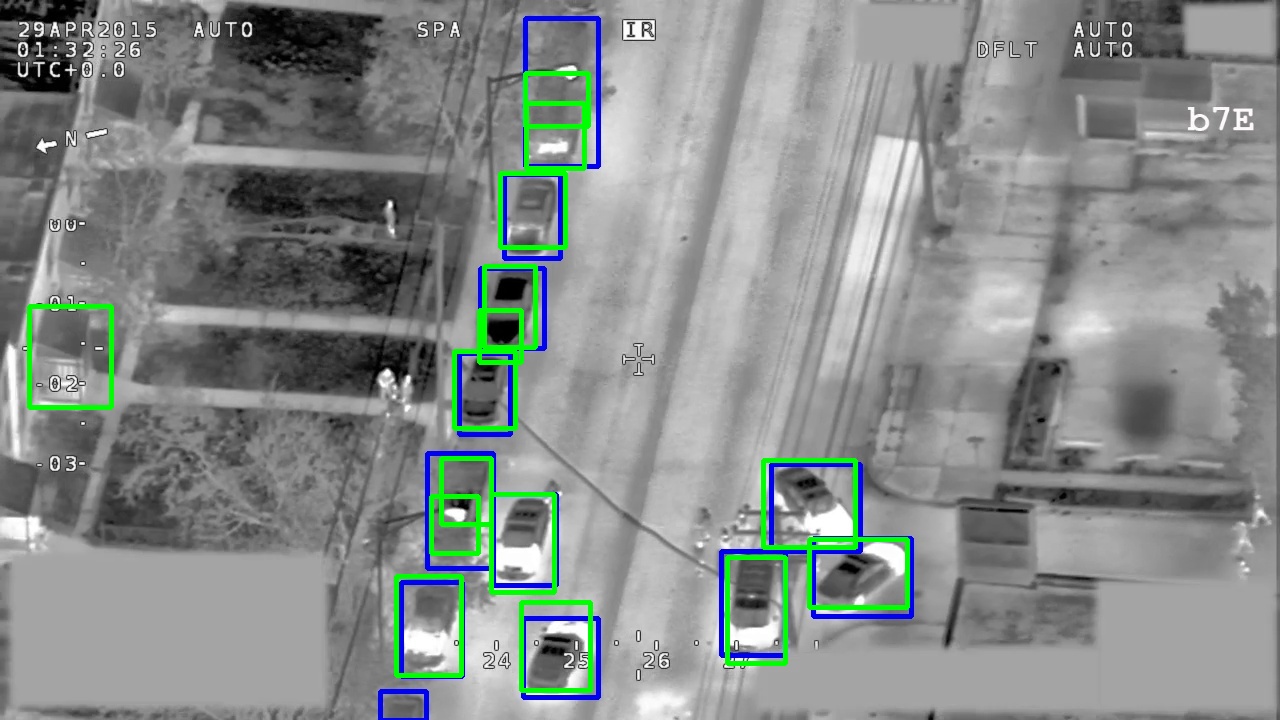 29APR2015 AUTO SPA IR AUTO
01:32:26 DFLT AUTO
UTC+0.0
b7E
N
00-
-01-
-02-
-03-
24 25 26 27